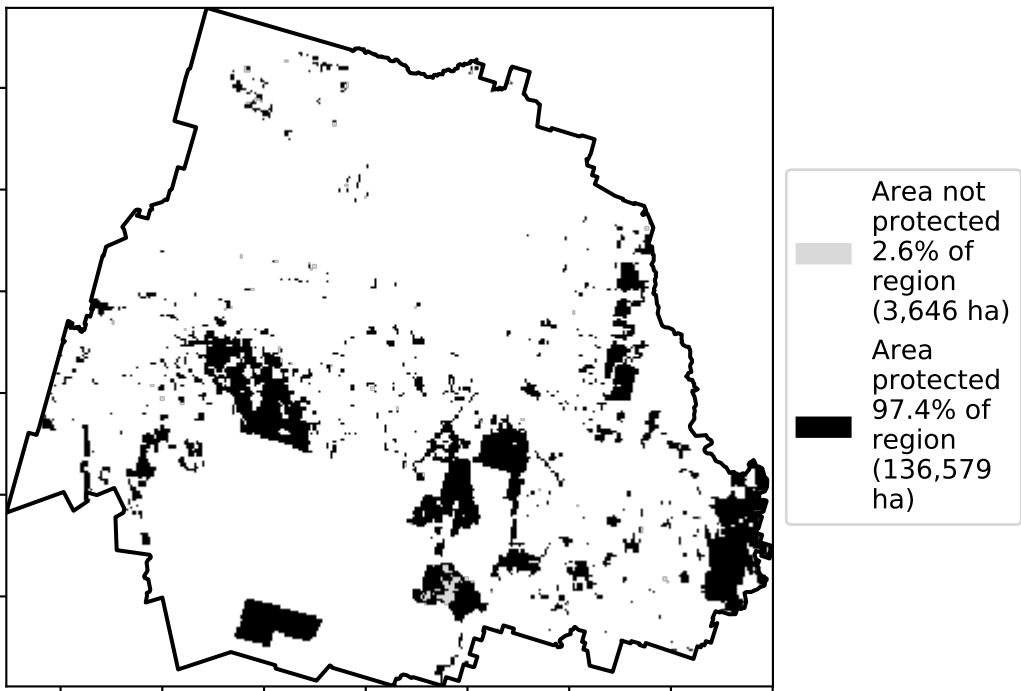 Area not
protected
2.6% of
region
(3,646 ha)
Area
protected
97.4% of
region
(136,579
ha)